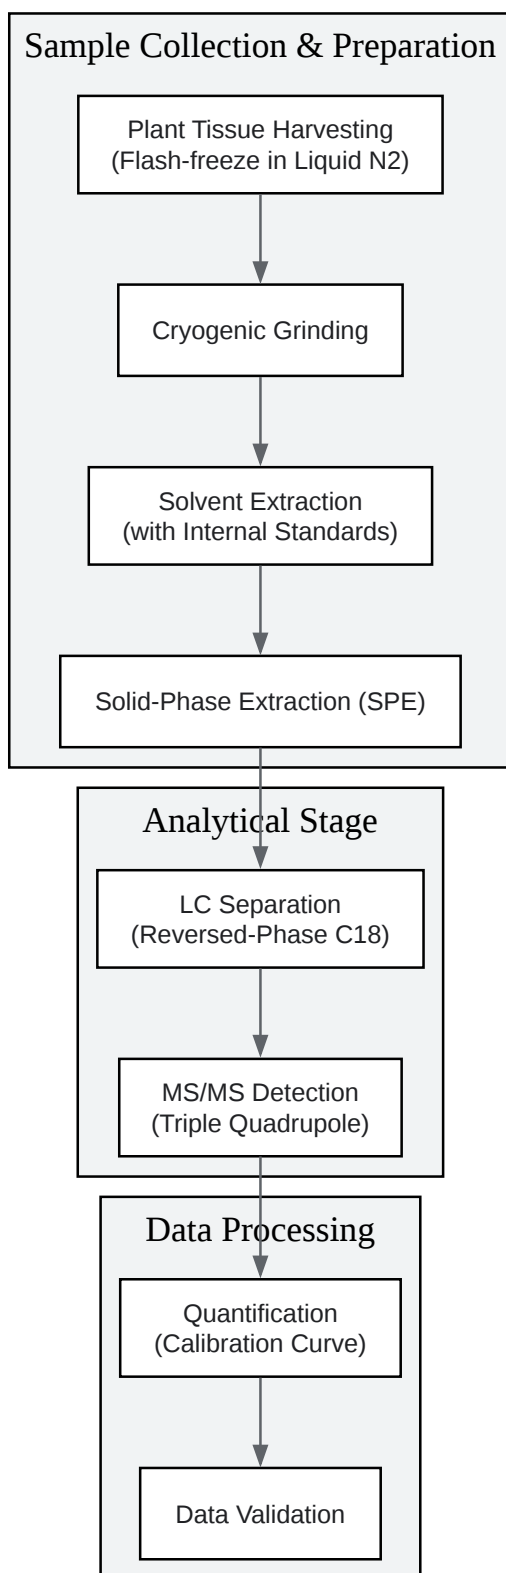 Sample Collection & Preparation
Plant Tissue Harvesting
(Flash-freeze in Liquid N2)
Cryogenic Grinding
Solvent Extraction
(with Internal Standards)
Solid-Phase Extraction (SPE)
Analytical Stage
LC Separation
(Reversed-Phase C18)
MS/MS Detection
(Triple Quadrupole)
Data Processing
Quantification
(Calibration Curve)
Data Validation